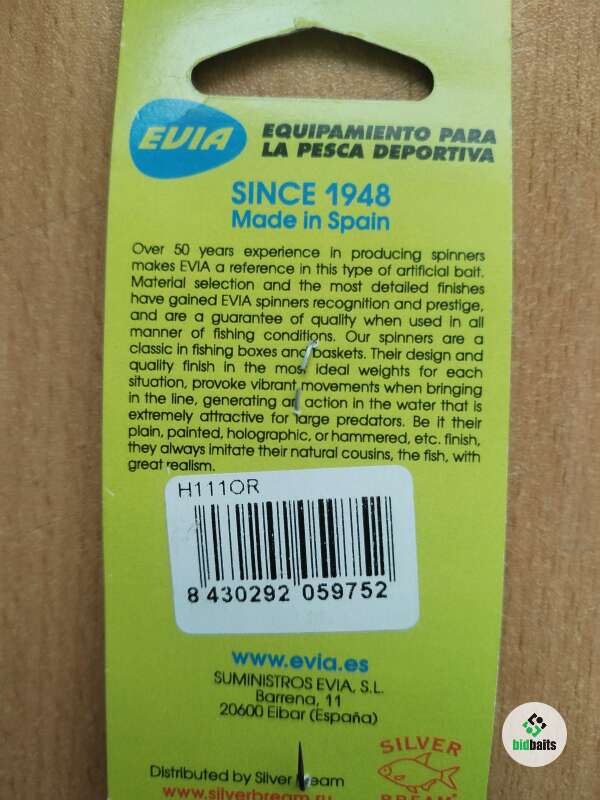 EVIA
EQUIPAMIENTO PARA
LA PESCA DEPORTIVA
SINCE 1948
Made in Spain
Over 50 years experience in producing spinners
makes EVIA a reference in this type of artificial bait.
Material selection and the most detailed finishes
have gained EVIA spinners recognition and prestige,
and are a guarantee of quality when used in all
manner of fishing conditions. Our spinners are a
classic in fishing boxes and baskets. Their design and
quality finish in the most ideal weights for each
situation, provoke vibrant movements when bringing
in the line, generating an action in the water that is
extremely attractive for large predators. Be it their
plain, painted, holographic, or hammered, etc. finish,
they always imitate their natural cousins, the fish, with
great realism.
H111OR
8 430292 059752
www.evia.es
SUMINISTROS EVIA, S.L.
Barrena, 11
20600 Eibar (España)
Distributed by Silver Bream
www.silverbream.ru
SILVER
BREAM
bidbaits